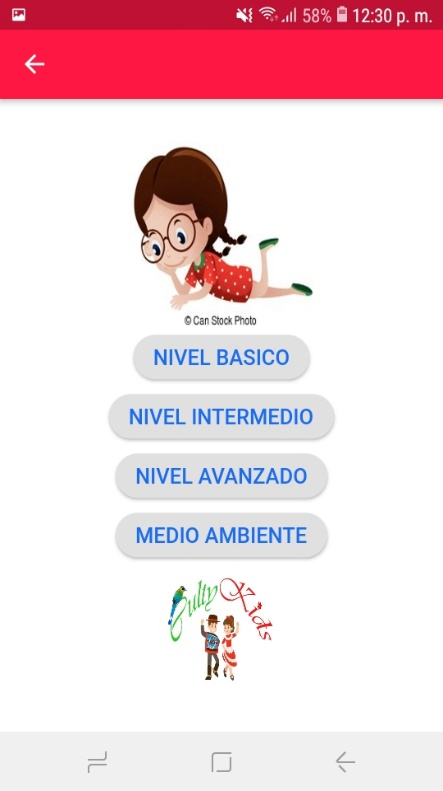 58% 12:30 p. m.
© Can Stock Photo
NIVEL BASICO
NIVEL INTERMEDIO
NIVEL AVANZADO
MEDIO AMBIENTE
Culty Kids